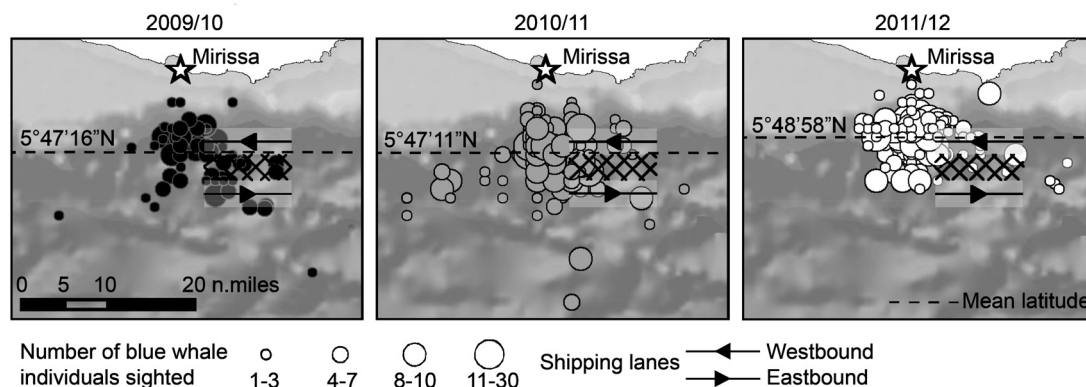 2009/10
2010/11
2011/12
Mirissa
Mirissa
Mirissa
5°47'16"N
5°47'11"N
5°48'58"N
0 5 10 20 n.miles
Mean latitude
Number of blue whale
individuals sighted
1-3
4-7
8-10
11-30
Shipping lanes
Westbound
Eastbound